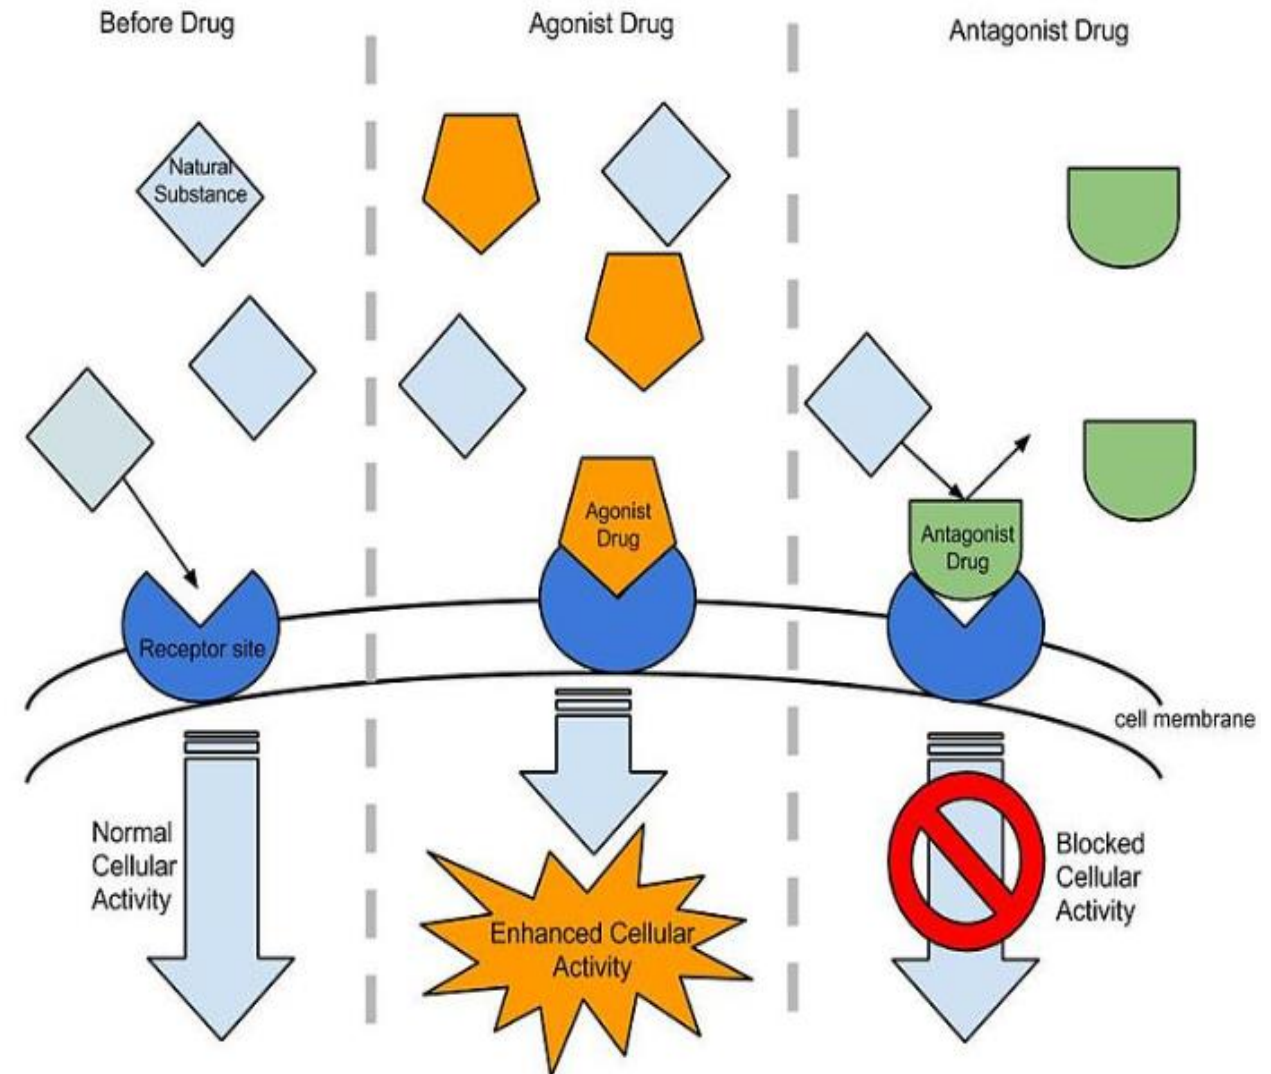 Before Drug
Agonist Drug
Antagonist Drug
Natural
Substance
Agonist
Drug
Antagonist
Drug
Receptor site
cell membrane
Normal
Cellular
Activity
Enhanced Cellular
Activity
Blocked
Cellular
Activity